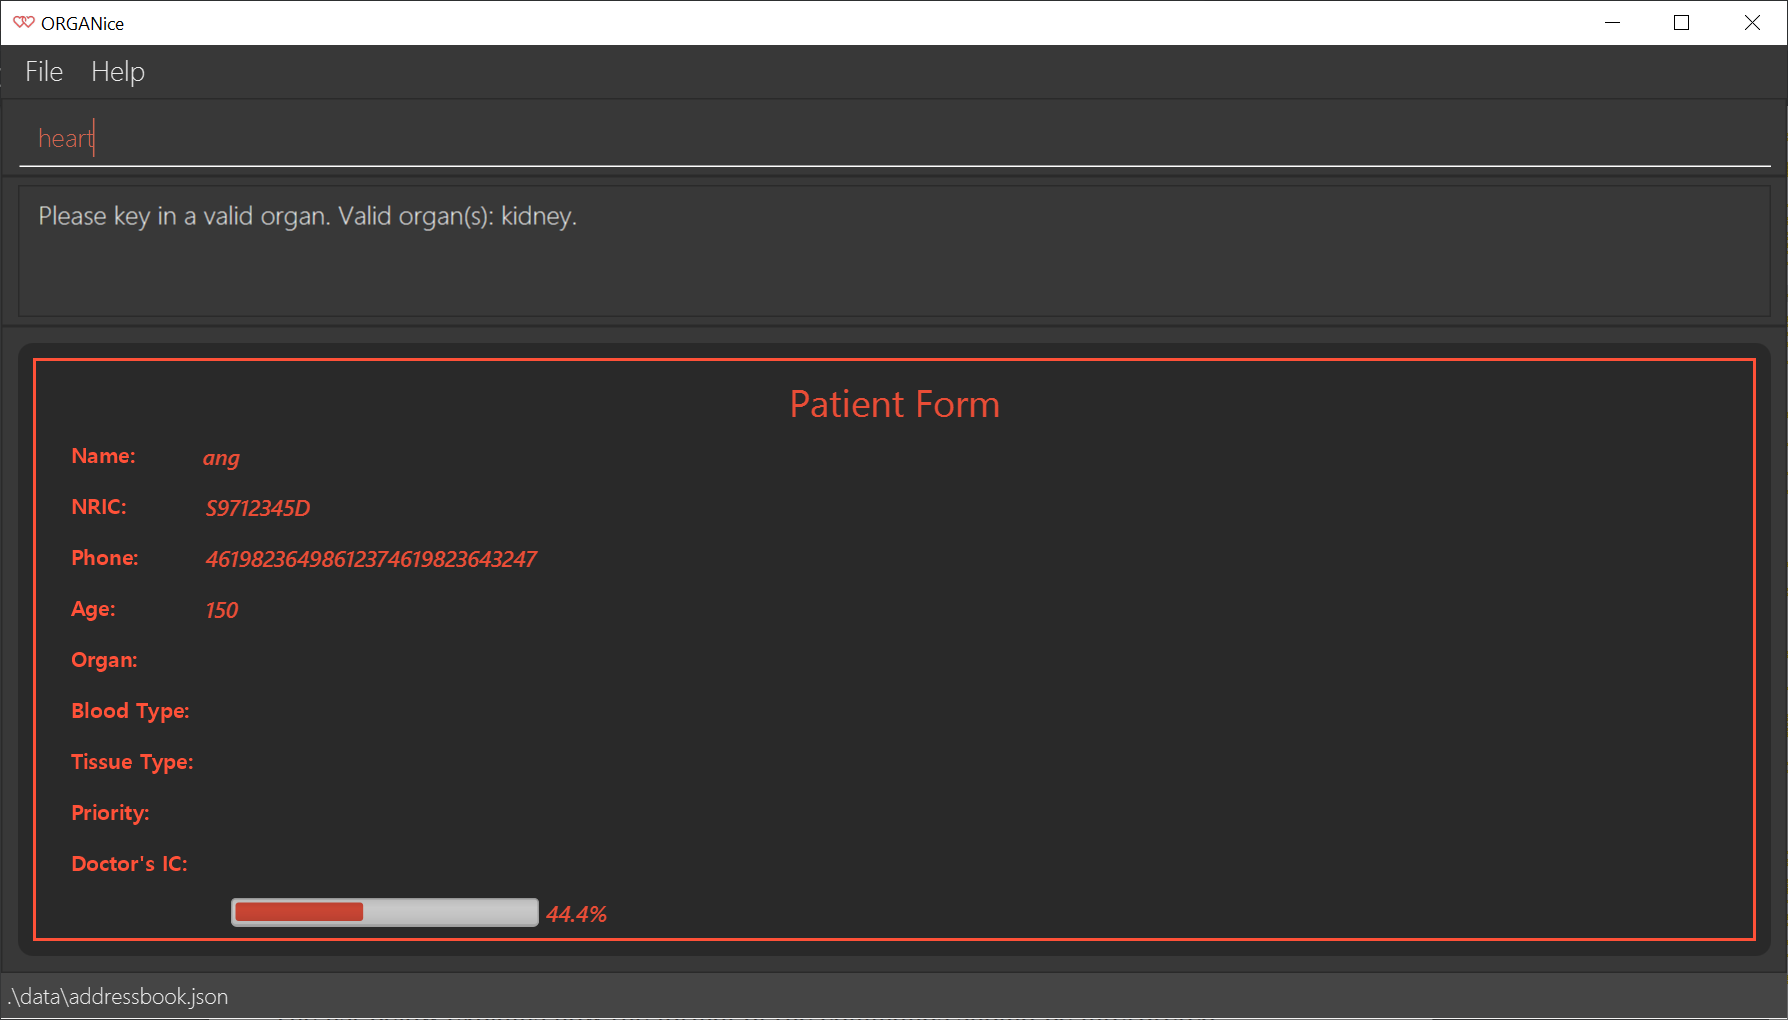 ORGANice
File Help
heart
Please key in a valid organ. Valid organ(s): kidney.
Patient Form
Name: ang
NRIC: S9712345D
Phone: 46198236498612374619823643247
Age: 150
Organ:
Blood Type:
Tissue Type:
Priority:
Doctor's IC:
44.4%
.\data\addressbook.json